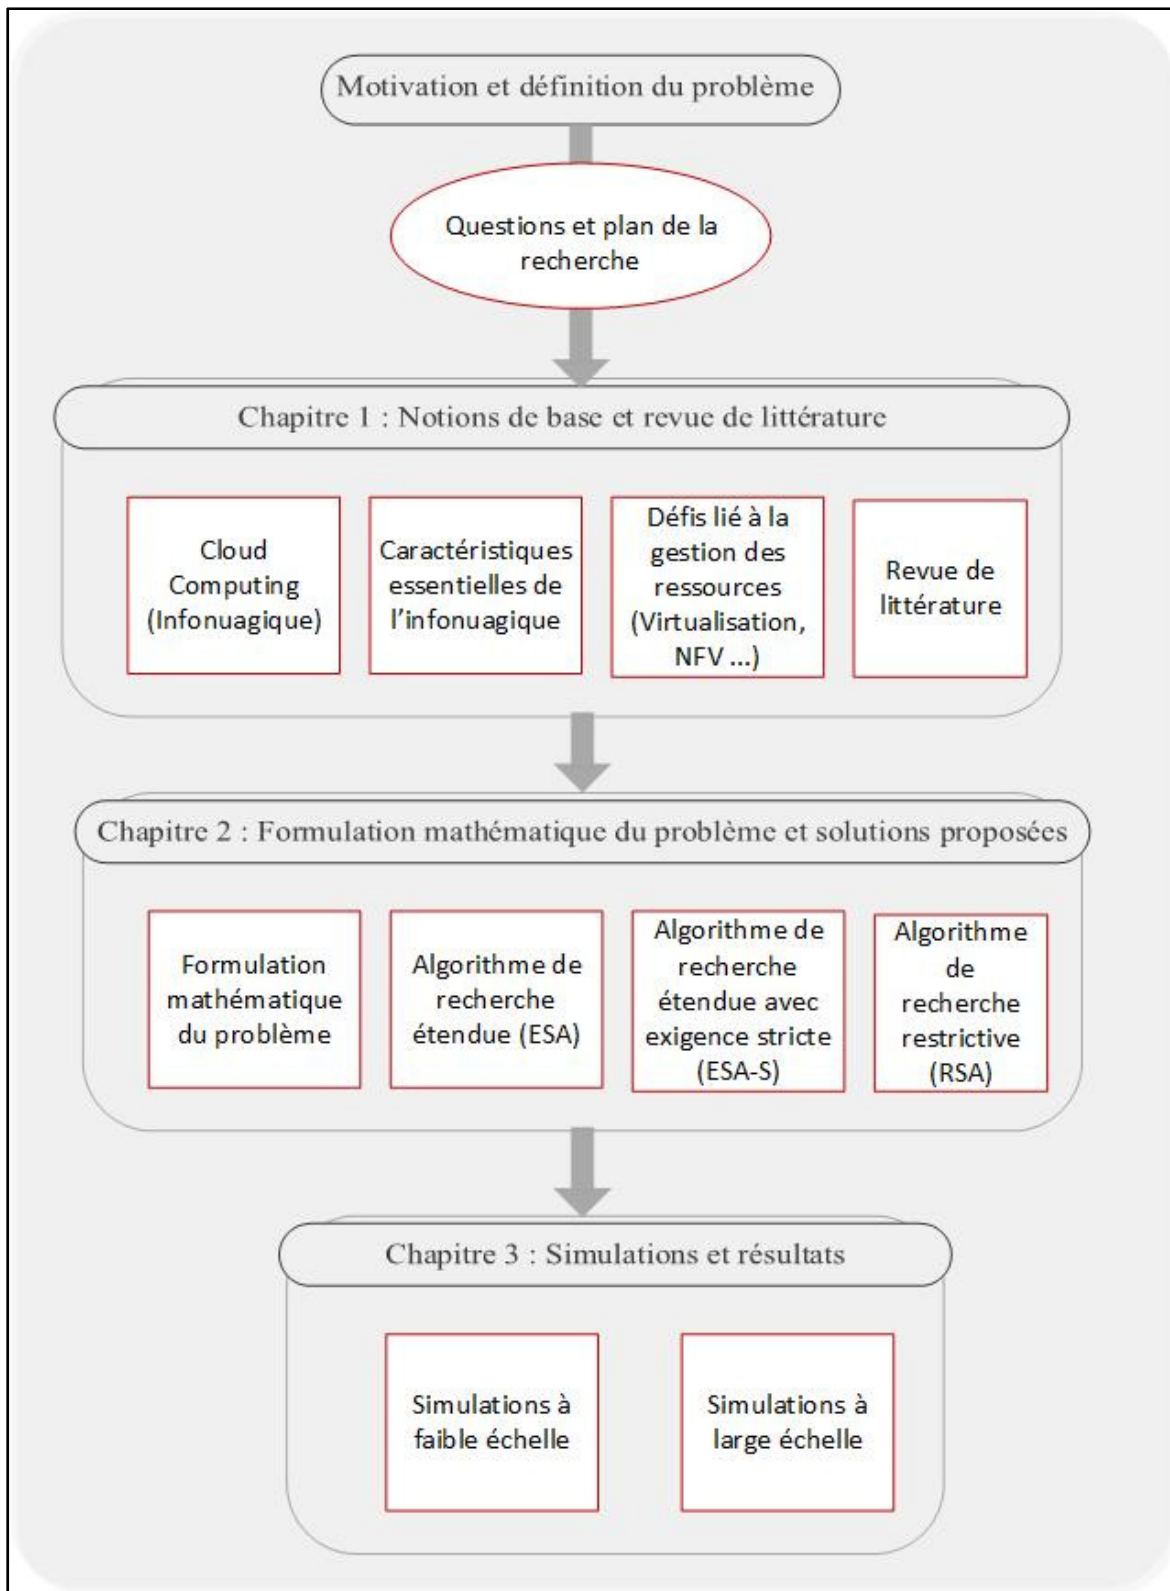 Motivation et définition du problème
Questions et plan de la
recherche
Chapitre 1 : Notions de base et revue de littérature
Cloud
Computing
(Infonuagique)
Caractéristiques
essentielles de
l'infonuagique
Défis lié à la
gestion des
ressources
(Virtualisation,
NFV ...)
Revue de
littérature
Chapitre 2 : Formulation mathématique du problème et solutions proposées
Formulation
mathématique
du problème
Algorithme de
recherche
étendue (ESA)
Algorithme de
recherche
étendue avec
exigence stricte
(ESA-S)
Algorithme
de
recherche
restrictive
(RSA)
Chapitre 3 : Simulations et résultats
Simulations à
faible échelle
Simulations à
large échelle